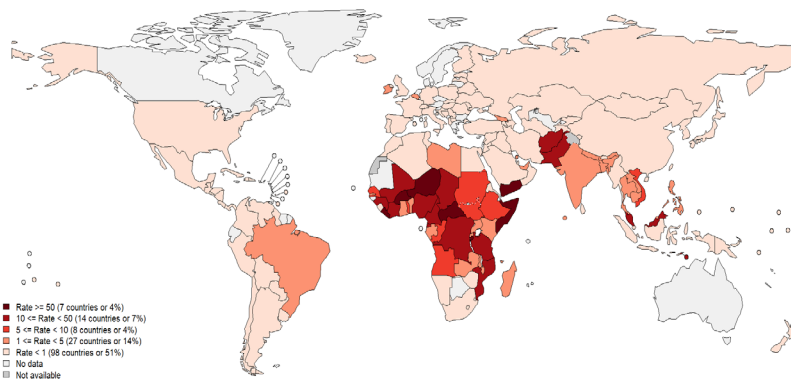 Rate >= 50 (7 countries or 4%)
10 <= Rate < 50 (14 countries or 7%)
5 <= Rate < 10 (8 countries or 4%)
1 <= Rate < 5 (27 countries or 14%)
Rate < 1 (98 countries or 51%)
No data
Not available